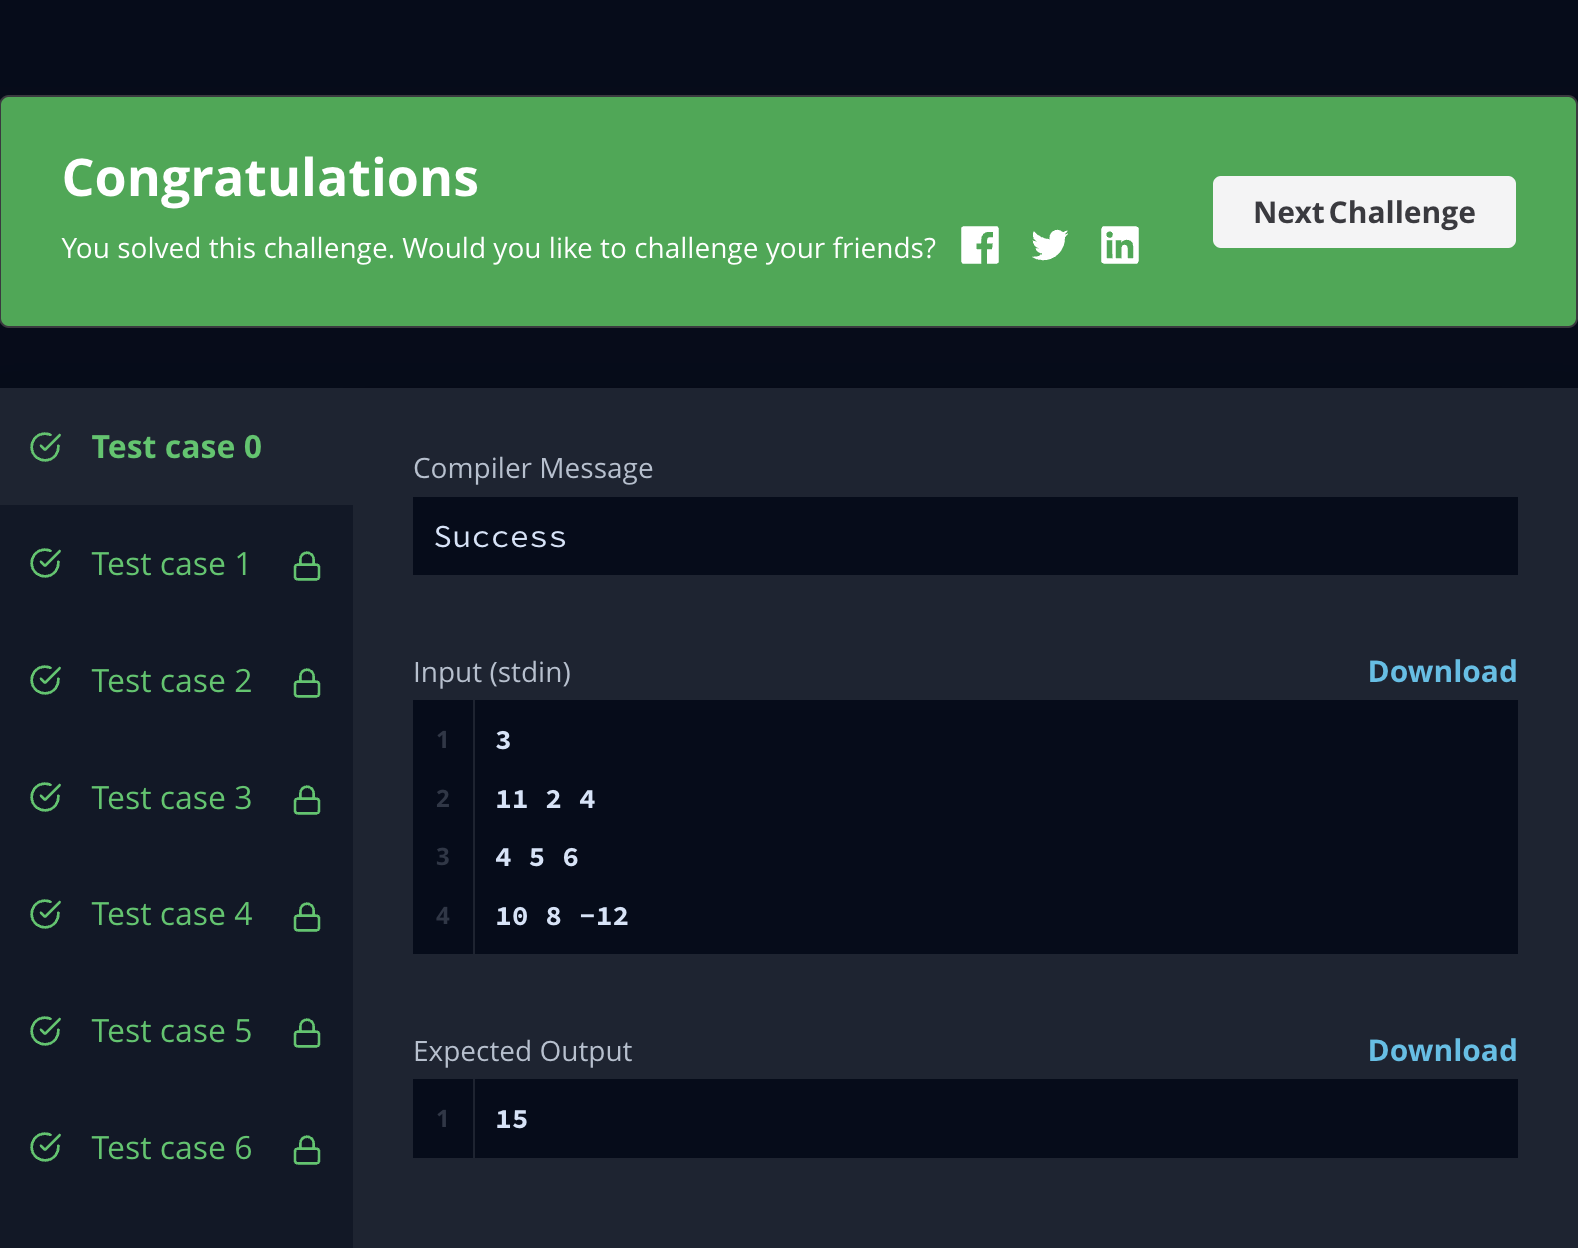 Congratulations
You solved this challenge. Would you like to challenge your friends?
Next Challenge
Test case 0
Test case 1
Test case 2
Test case 3
Test case 4
Test case 5
Test case 6
Compiler Message
Success
Input (stdin)
Download
1 3
2 11 2 4
3 4 5 6
4 10 8 -12
Expected Output
Download
1 15